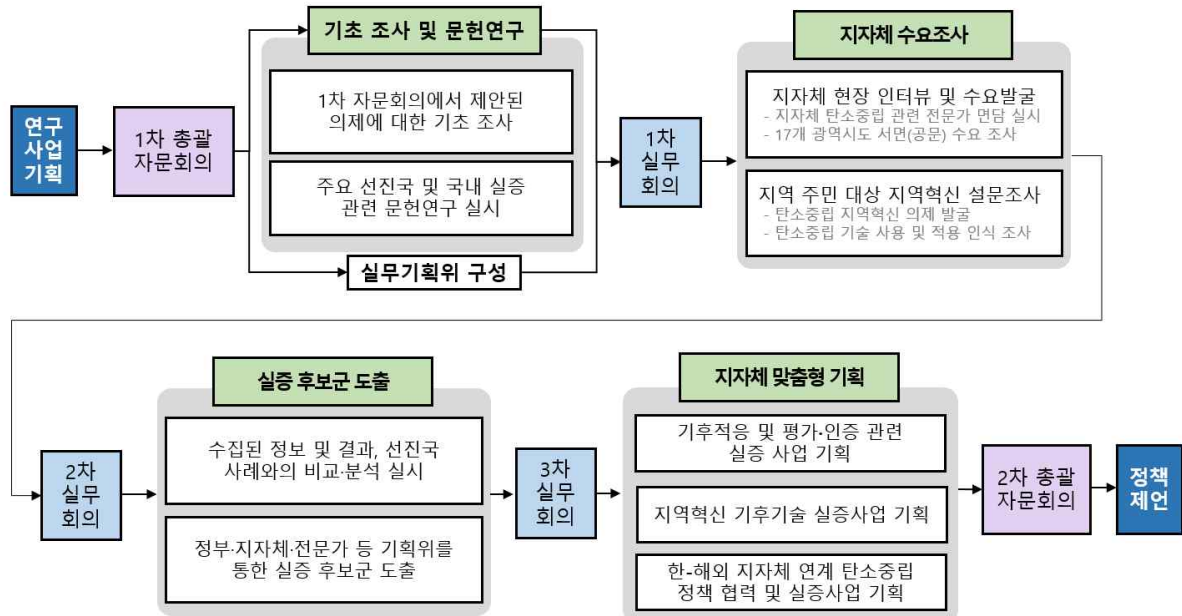 연구
사업
기획
1차 총괄
자문회의
기초 조사 및 문헌연구
1차 자문회의에서 제안된
의제에 대한 기초 조사
주요 선진국 및 국내 실증
관련 문헌연구 실시
실무기획위 구성
1차
실무
회의
지자체 수요조사
지자체 현장 인터뷰 및 수요발굴
- 지자체 탄소중립 관련 전문가 면담 실시
- 17개 광역시도 서면(공문) 수요 조사
지역 주민 대상 지역혁신 설문조사
- 탄소중립 지역혁신 의제 발굴
- 탄소중립 기술 사용 및 적용 인식 조사
2차
실무
회의
실증 후보군 도출
수집된 정보 및 결과, 선진국
사례와의 비교·분석 실시
정부·지자체·전문가 등 기획위를
통한 실증 후보군 도출
3차
실무
회의
지자체 맞춤형 기획
기후적응 및 평가·인증 관련
실증 사업 기획
지역혁신 기후기술 실증사업 기획
한-해외 지자체 연계 탄소중립
정책 협력 및 실증사업 기획
2차 총괄
자문회의
정책
제언